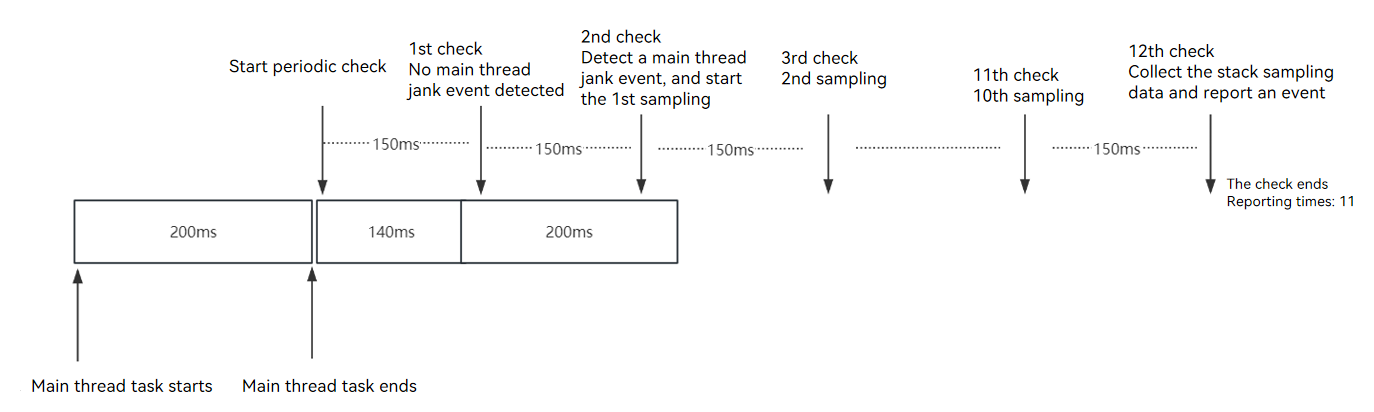 Start periodic check
1st check
No main thread
jank event detected
2nd check
Detect a main thread
jank event, and start
the 1st sampling
3rd check
2nd sampling
11th check
10th sampling
12th check
Collect the stack sampling
data and report an event
150ms
150ms
150ms
150ms
The check ends
Reporting times: 11
200ms
140ms
200ms
Main thread task starts
Main thread task ends